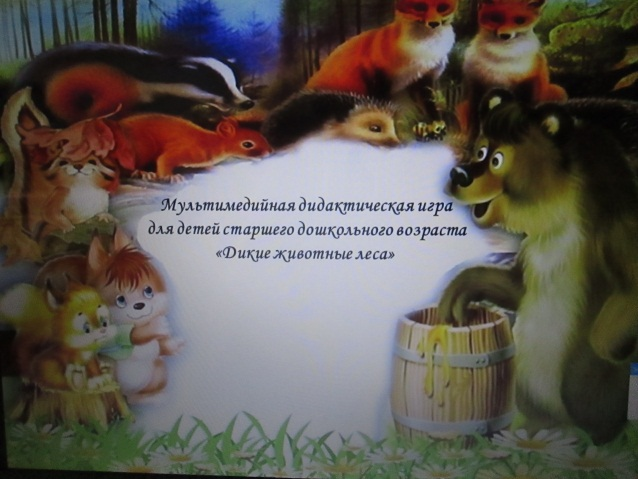 Мультимедийная дидактическая игра
для детей старшего дошкольного возраста
«Дикие животные леса»